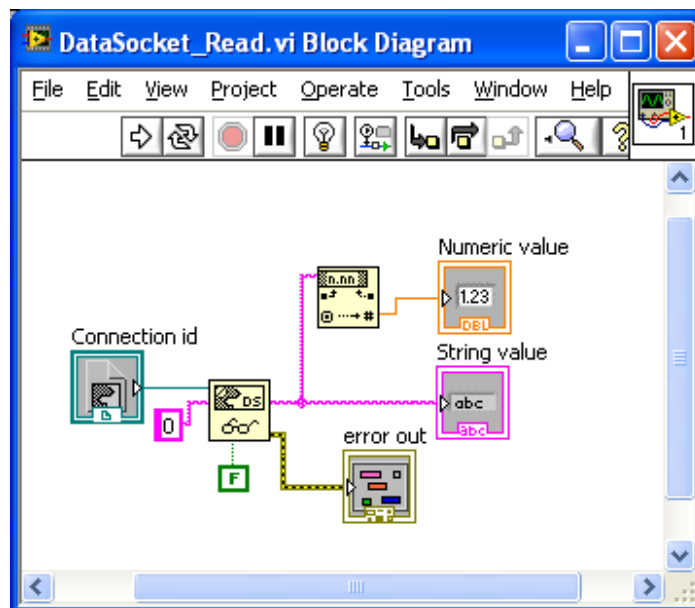 DataSocket_Read.vi Block Diagram
File Edit View Project Operate Tools Window Help
?
1
Numeric value
n.nn
1.23
DBL
Connection id
String value
DS
abc
0
abc
error out
F